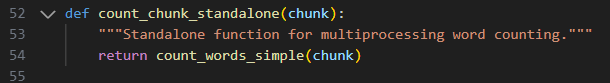 52 def count_chunk_standalone(chunk):
53     """Standalone function for multiprocessing word counting."""
54     return count_words_simple(chunk)
55